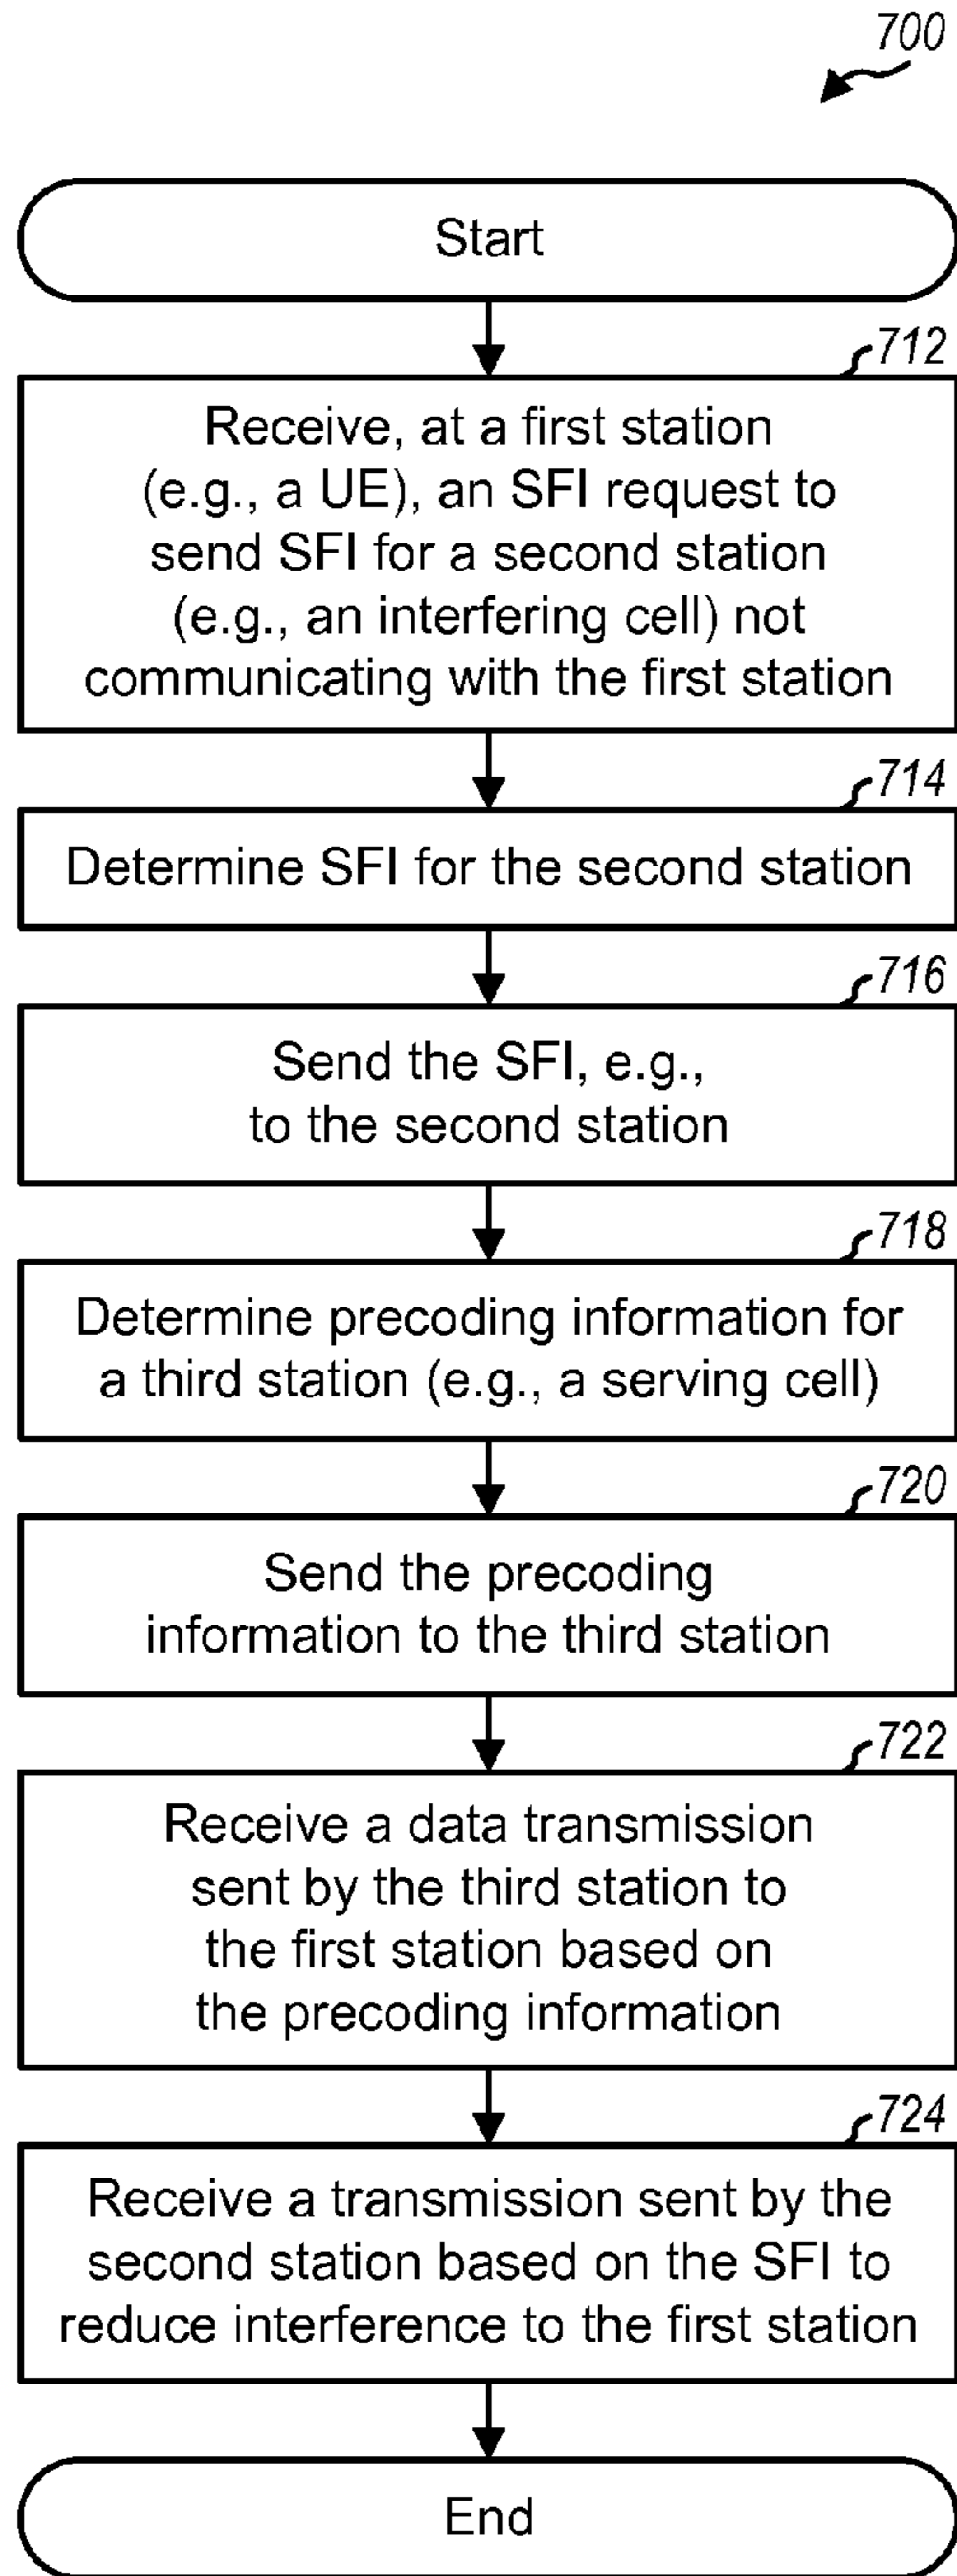 700
Start
712
Receive, at a first station
(e.g., a UE), an SFI request to
send SFI for a second station
(e.g., an interfering cell) not
communicating with the first station
714
Determine SFI for the second station
716
Send the SFI, e.g.,
to the second station
718
Determine precoding information for
a third station (e.g., a serving cell)
720
Send the precoding
information to the third station
722
Receive a data transmission
sent by the third station to
the first station based on
the precoding information
724
Receive a transmission sent by the
second station based on the SFI to
reduce interference to the first station
End